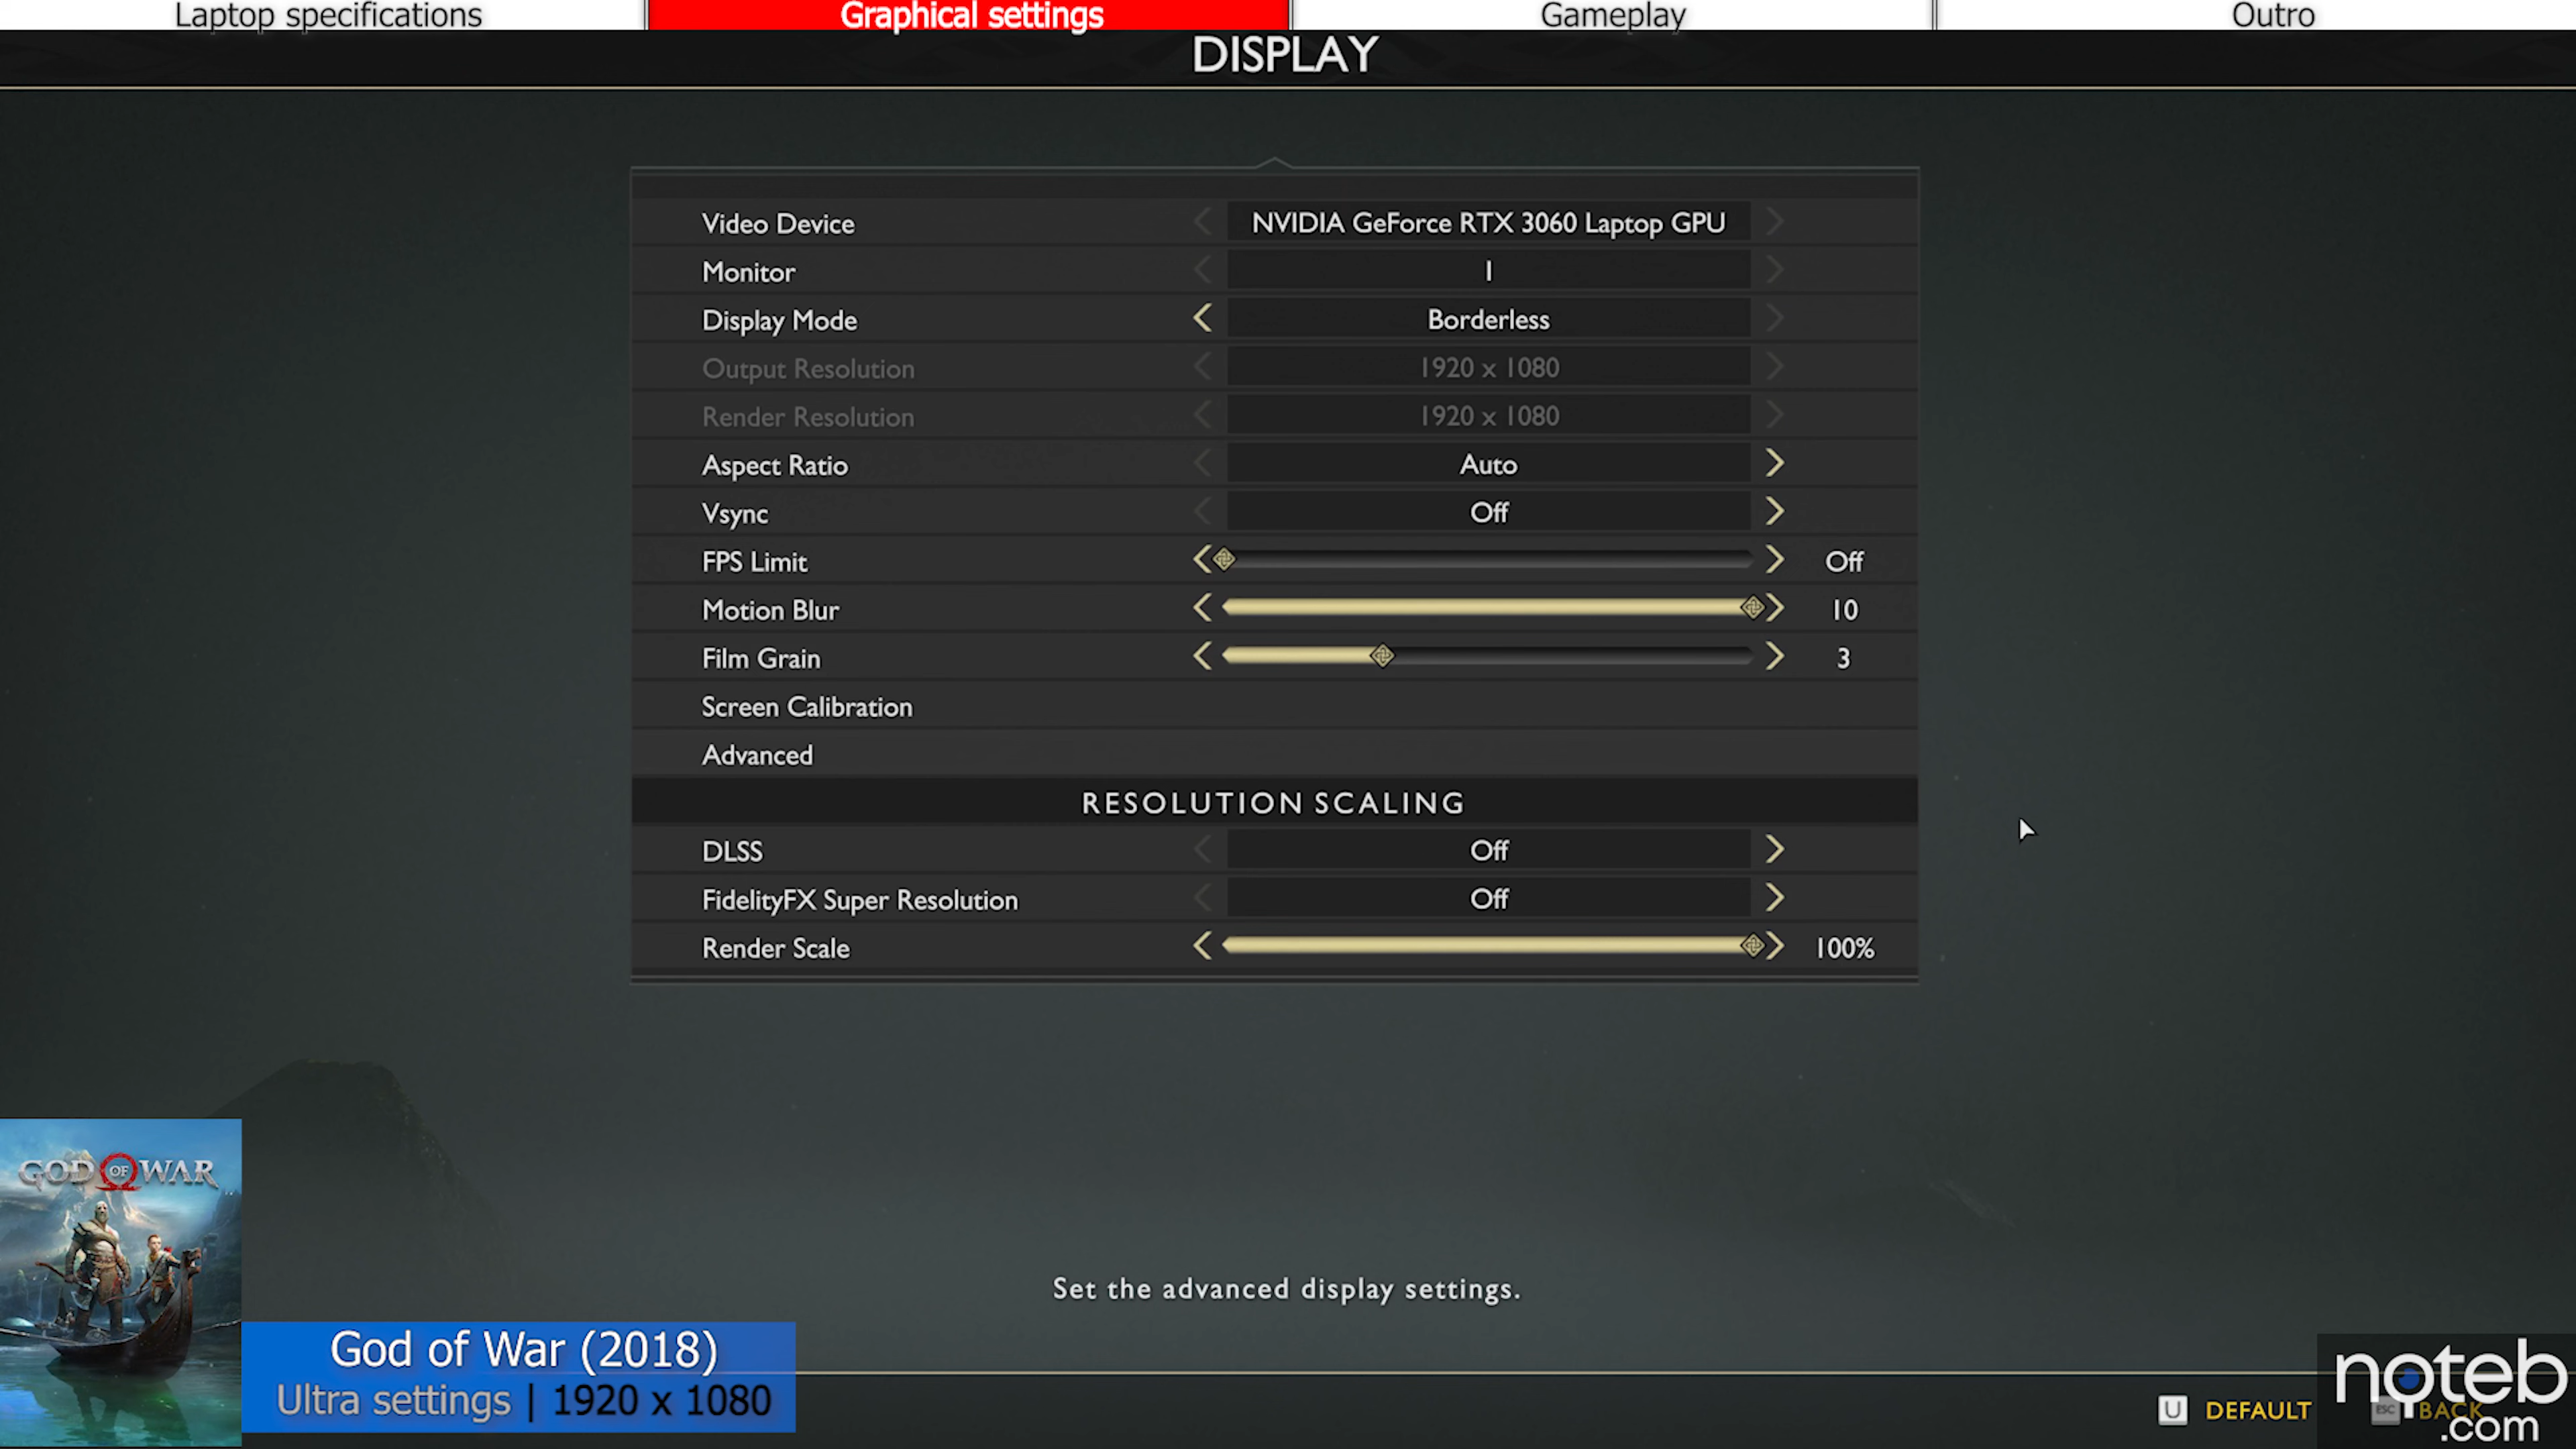 Laptop specifications
Graphical settings
Gameplay
Outro
DISPLAY
Video Device NVIDIA GeForce RTX 3060 Laptop GPU
Monitor 1
Display Mode Borderless
Output Resolution 1920 x 1080
Render Resolution 1920 x 1080
Aspect Ratio Auto
Vsync Off
FPS Limit Off
Motion Blur 10
Film Grain 3
Screen Calibration
Advanced
RESOLUTION SCALING
DLSS Off
FidelityFX Super Resolution Off
Render Scale 100%
Set the advanced display settings.
GOD OF WAR
God of War (2018)
Ultra settings | 1920 x 1080
U DEFAULT
ESC BACK
noteb
.com